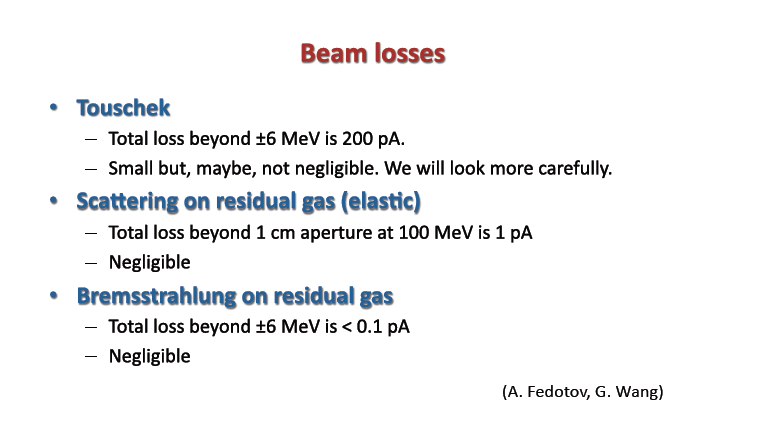 Beam losses
• Touschek
– Total loss beyond ±6 MeV is 200 pA.
– Small but, maybe, not negligible. We will look more carefully.
• Scattering on residual gas (elastic)
– Total loss beyond 1 cm aperture at 100 MeV is 1 pA
– Negligible
• Bremsstrahlung on residual gas
– Total loss beyond ±6 MeV is < 0.1 pA
– Negligible
(A. Fedotov, G. Wang)